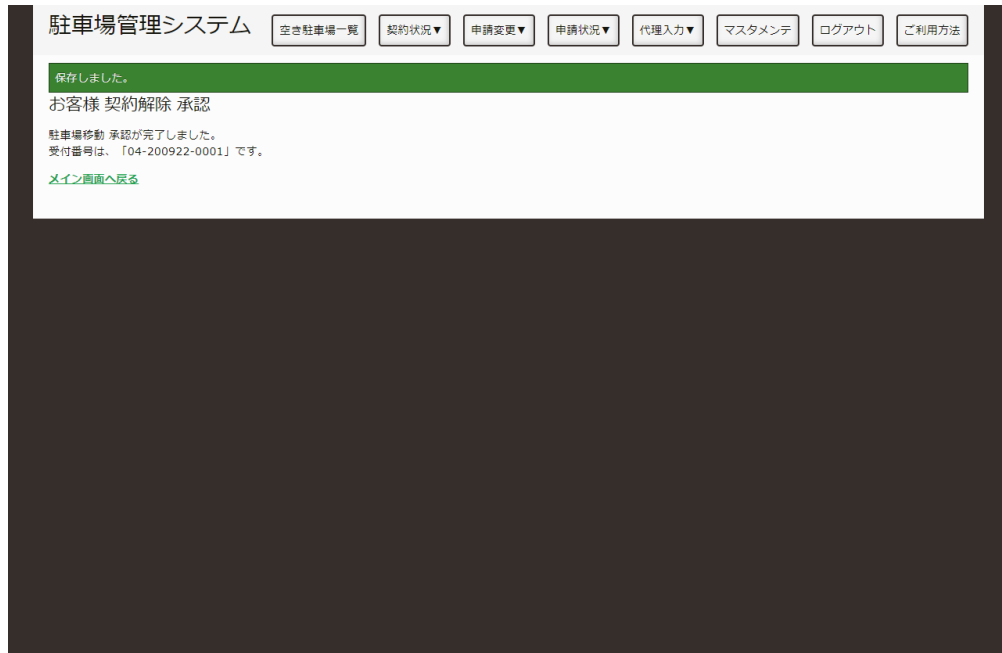 駐車場管理システム 空き駐車場一覧 契約状況▼ 申請変更▼ 申請状況▼ 代理入力▼ マスタメンテ ログアウト ご利用方法
保存しました。
お客様 契約解除 承認
駐車場移動 承認が完了しました。
受付番号は、「04-200922-0001」です。
メイン画面へ戻る